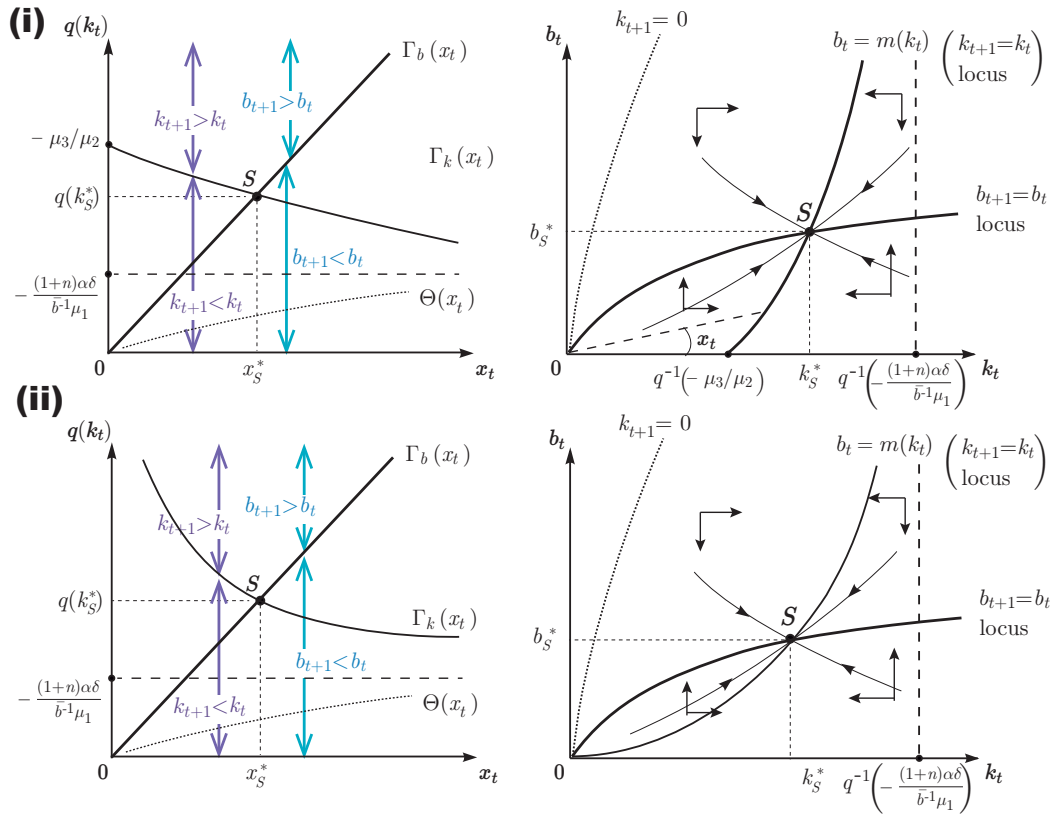 (i)
q(k_t)
Γ_b (x_t)
b_{t+1}>b_t
k_{t+1}>k_t
− μ_3/μ_2
Γ_k (x_t)
S
q(k_S^*)
b_{t+1}<b_t
− (1+n)αδ / b̄^{-1}μ_1
k_{t+1}<k_t
Θ(x_t)
0
x_S^*
x_t
k_{t+1}= 0
b_t
b_t = m(k_t)
(k_{t+1}=k_t)
locus
S
b_{t+1}=b_t
locus
b_S^*
x_t
0
q^{-1}(− μ_3/μ_2)
k_S^*
q^{-1}(− (1+n)αδ / b̄^{-1}μ_1)
k_t
(ii)
q(k_t)
Γ_b (x_t)
b_{t+1}>b_t
k_{t+1}>k_t
S
q(k_S^*)
Γ_k (x_t)
b_{t+1}<b_t
− (1+n)αδ / b̄^{-1}μ_1
k_{t+1}<k_t
Θ(x_t)
0
x_S^*
x_t
k_{t+1}= 0
b_t
b_t = m(k_t)
(k_{t+1}=k_t)
locus
S
b_{t+1}=b_t
locus
b_S^*
0
k_S^*
q^{-1}(− (1+n)αδ / b̄^{-1}μ_1)
k_t